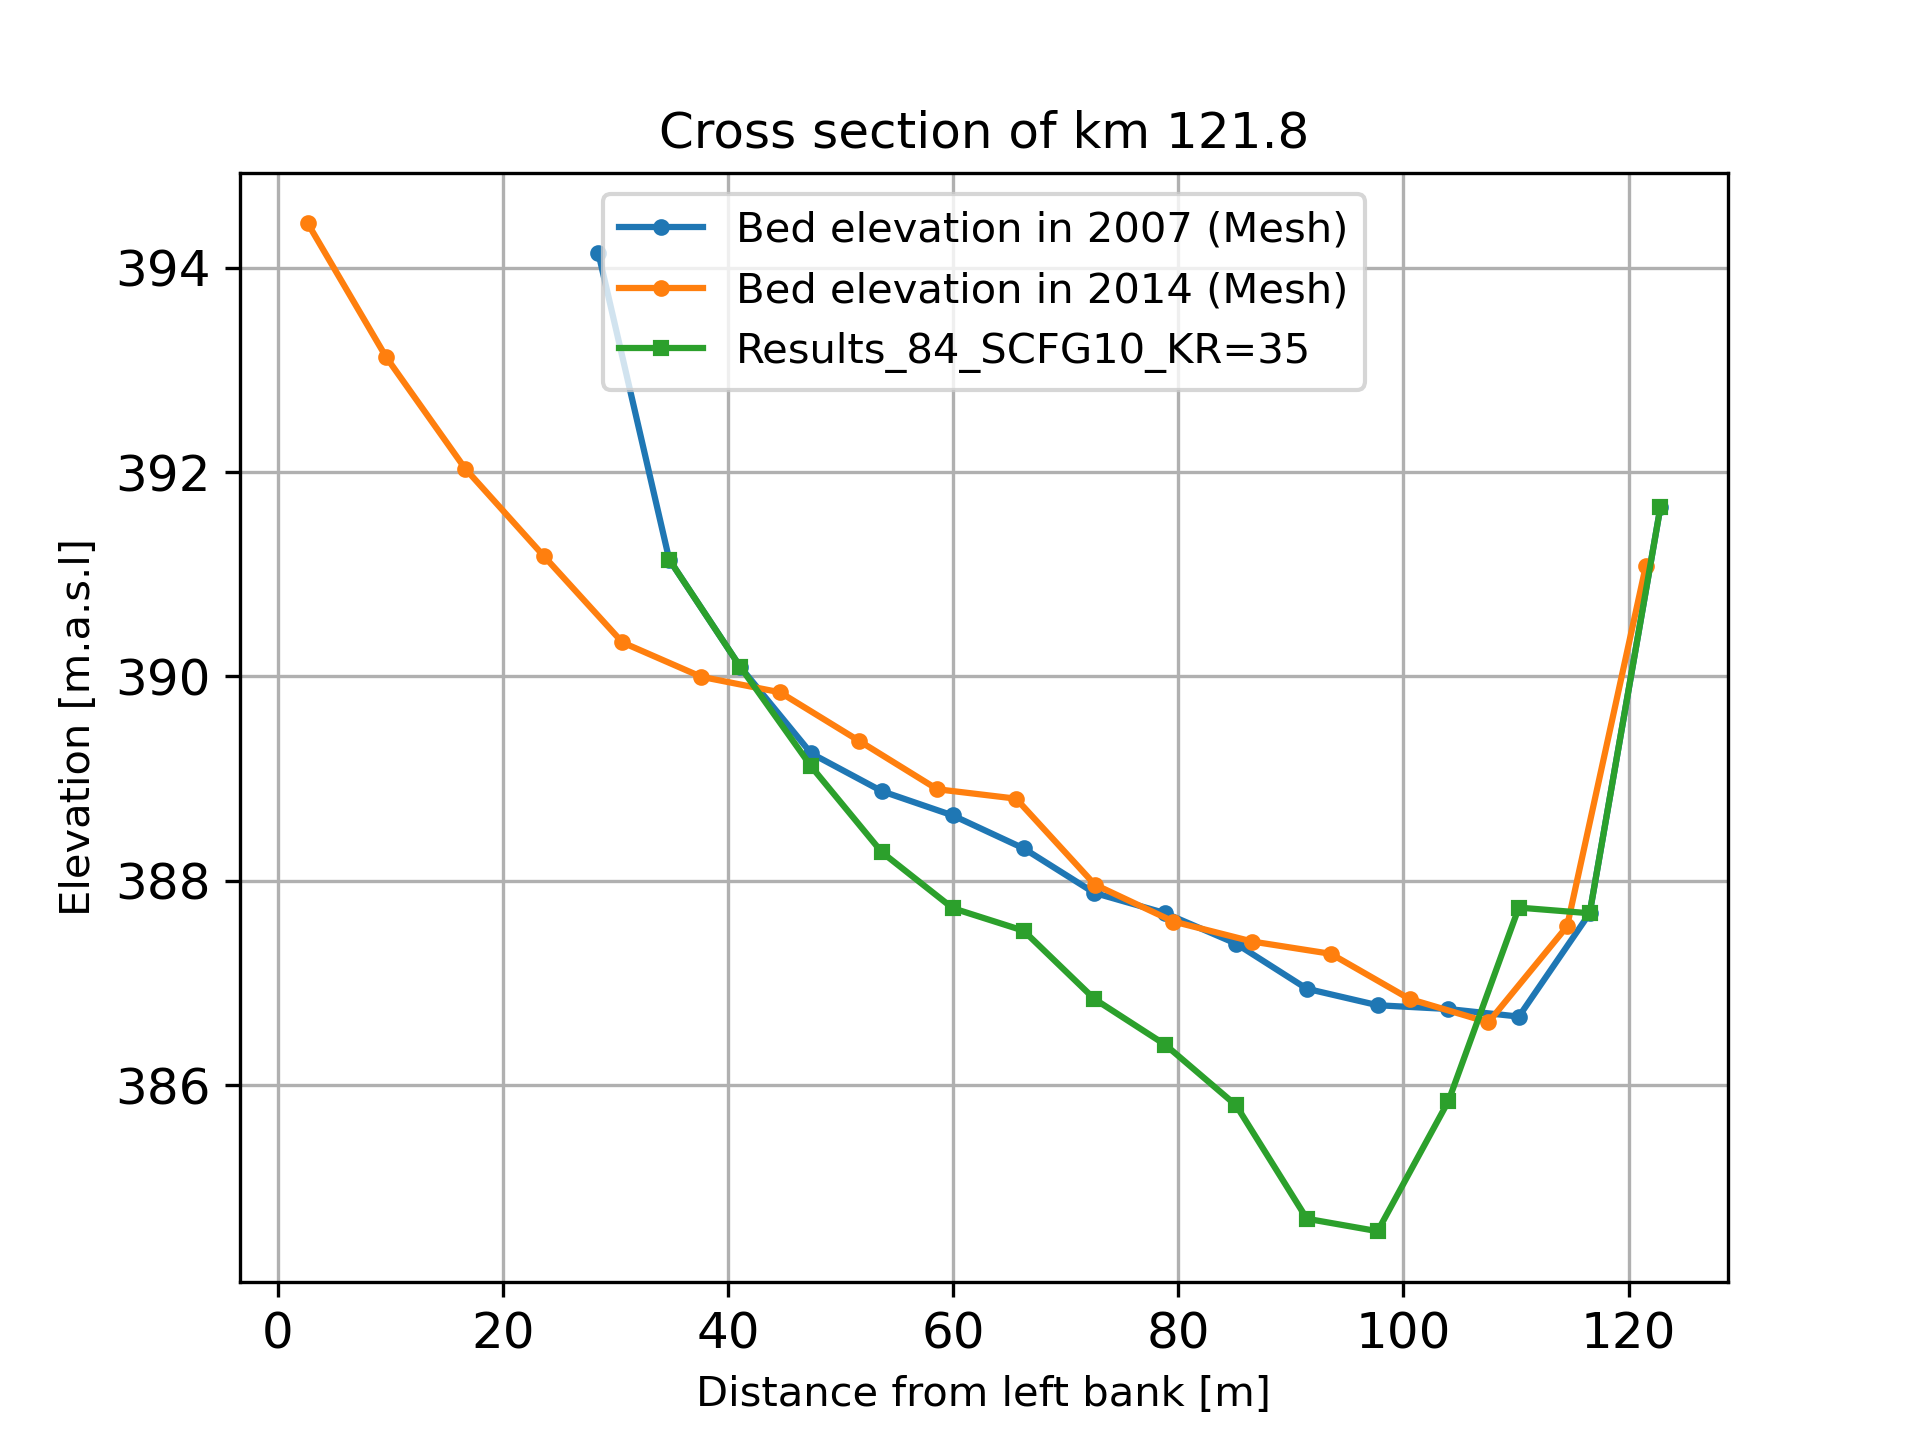 Cross section of km 121.8
Bed elevation in 2007 (Mesh)
Bed elevation in 2014 (Mesh)
Results_84_SCFG10_KR=35
394
392
390
388
386
Elevation [m.a.s.l]
0 20 40 60 80 100 120
Distance from left bank [m]